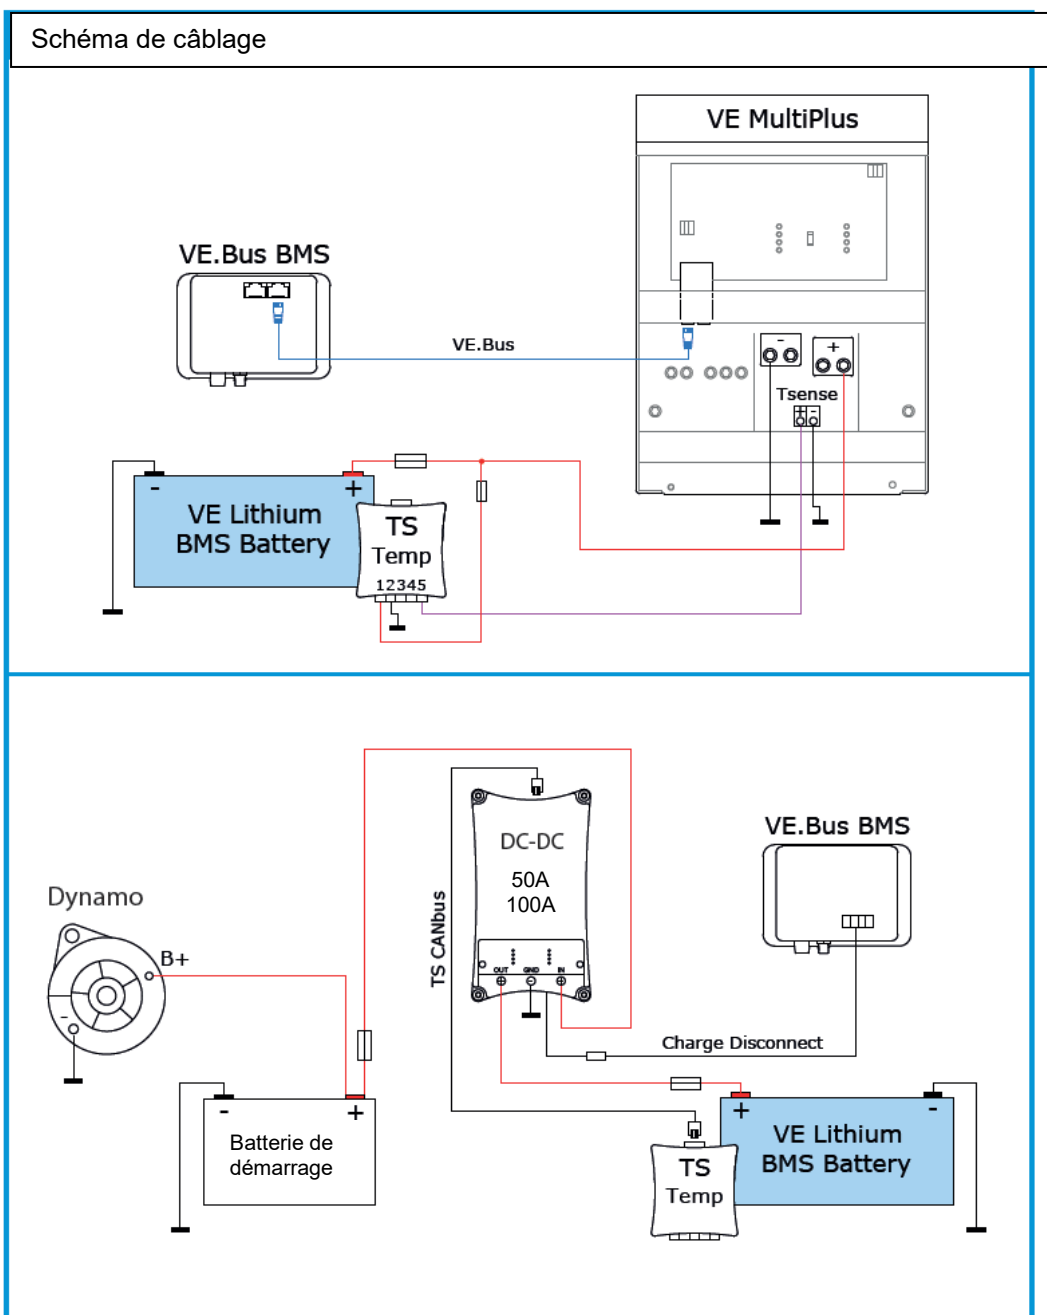 Schéma de câblage
VE MultiPlus
VE.Bus BMS
VE.Bus
- +
Tsense
+ -
- +
VE Lithium
BMS Battery
TS
Temp
12345
DC-DC
50A
100A
OUT GND IN
TS CANbus
VE.Bus BMS
Dynamo
B+
-
Charge Disconnect
- +
Batterie de
démarrage
+ -
VE Lithium
BMS Battery
TS
Temp